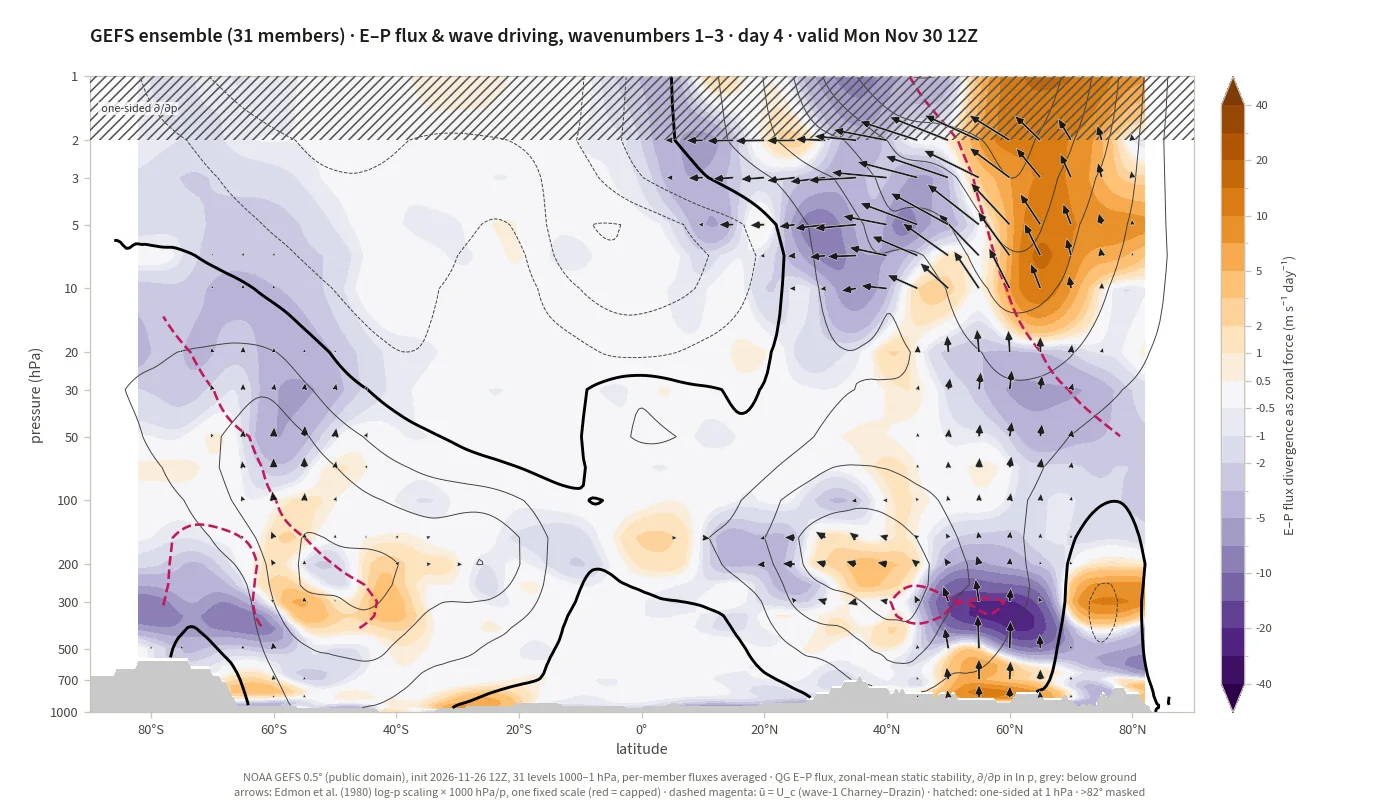 GEFS ensemble (31 members) · E–P flux & wave driving, wavenumbers 1–3 · day 4 · valid Mon Nov 30 12Z
one-sided ∂/∂p
pressure (hPa)
1
2
3
5
10
20
30
50
100
200
300
500
700
1000
80°S
60°S
40°S
20°S
0°
20°N
40°N
60°N
80°N
latitude
40
20
10
5
2
1
0.5
-0.5
-1
-2
-5
-10
-20
-40
E–P flux divergence as zonal force (m s⁻¹ day⁻¹)
NOAA GEFS 0.5° (public domain), init 2026-11-26 12Z, 31 levels 1000–1 hPa, per-member fluxes averaged · QG E–P flux, zonal-mean static stability, ∂/∂p in ln p, grey: below ground
arrows: Edmon et al. (1980) log-p scaling × 1000 hPa/p, one fixed scale (red = capped) · dashed magenta: ū = U_c (wave-1 Charney–Drazin) · hatched: one-sided at 1 hPa · >82° masked